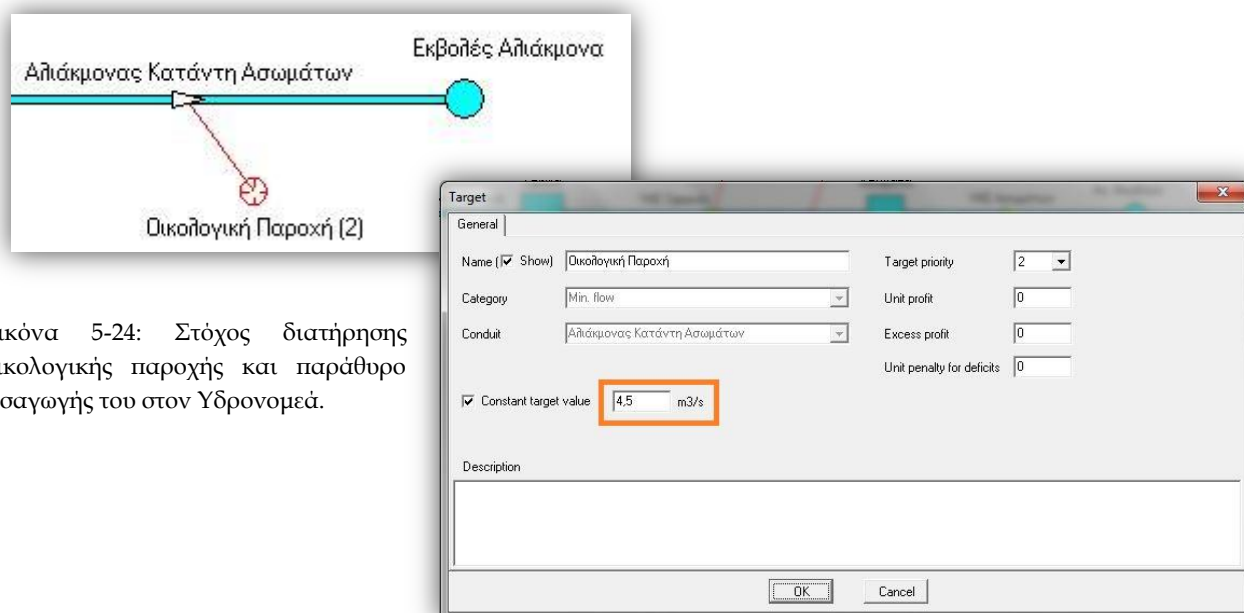 Εκβολές Αλιάκμονα
Αλιάκμονας Κατάντη Ασωμάτων
Οικολογική Παροχή (2)
Target
General
Name ( Show) Οικολογική Παροχή
Target priority 2
Category Min. flow
Unit profit 0
Conduit Αλιάκμονας Κατάντη Ασωμάτων
Excess profit 0
Unit penalty for deficits 0
Constant target value 4,5 m3/s
Description
OK Cancel
ικόνα 5-24: Στόχος διατήρησης
ικολογικής παροχής και παράθυρο
σαγωγής του στον Υδρονομεά.